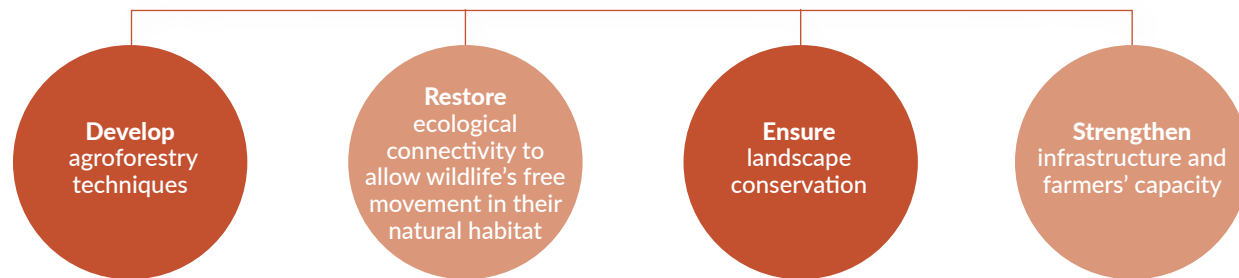 Develop
agroforestry
techniques
Restore
ecological
connectivity to
allow wildlife’s free
movement in their
natural habitat
Ensure
landscape
conservation
Strengthen
infrastructure and
farmers’ capacity